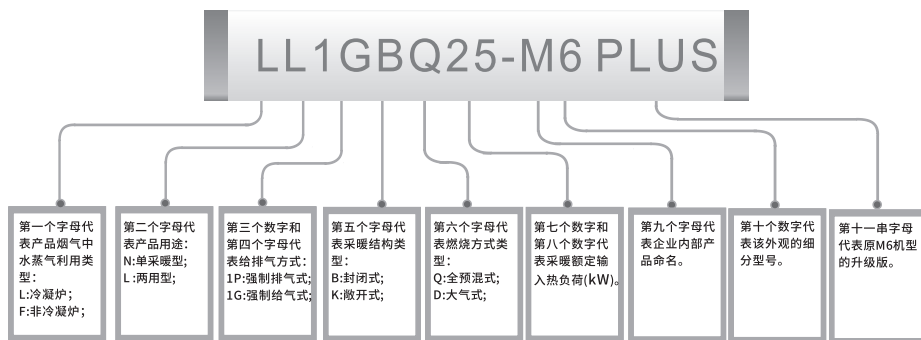 LL1GBQ25-M6 PLUS
第一个字母代
表产品烟气中
水蒸气利用类
型：
L:冷凝炉；
F:非冷凝炉；
第二个字母代
表产品用途：
N:单采暖型；
L:两用型；
第三个数字和
第四个字母代
表给排气方式：
1P:强制排气式；
1G:强制给气式；
第五个字母代
表采暖结构类
型：
B:封闭式；
K:敞开式；
第六个字母代
表燃烧方式类
型：
Q:全预混式；
D:大气式；
第七个数字和
第八个数字代
表采暖额定输
入热负荷(kW)。
第九个字母代
表企业内部产
品命名。
第十个数字代
表该外观的细
分型号。
第十一串字母
代表原M6机型
的升级版。